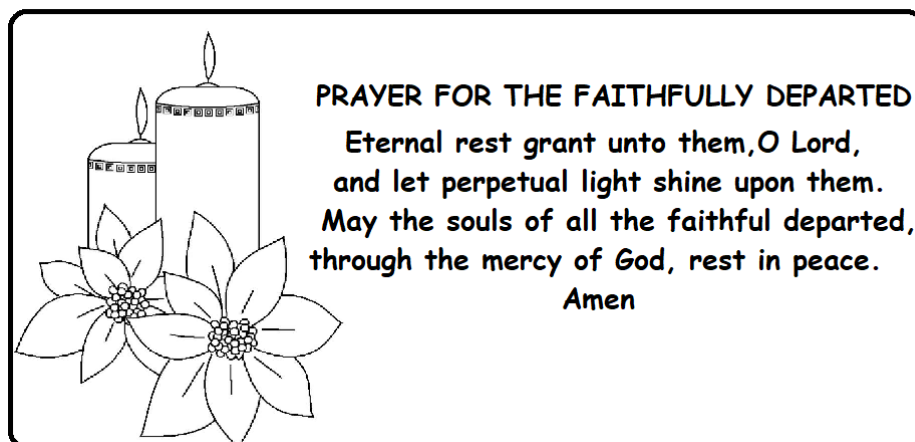 PRAYER FOR THE FAITHFULLY DEPARTED
Eternal rest grant unto them,O Lord,
and let perpetual light shine upon them.
May the souls of all the faithful departed,
through the mercy of God, rest in peace.
Amen